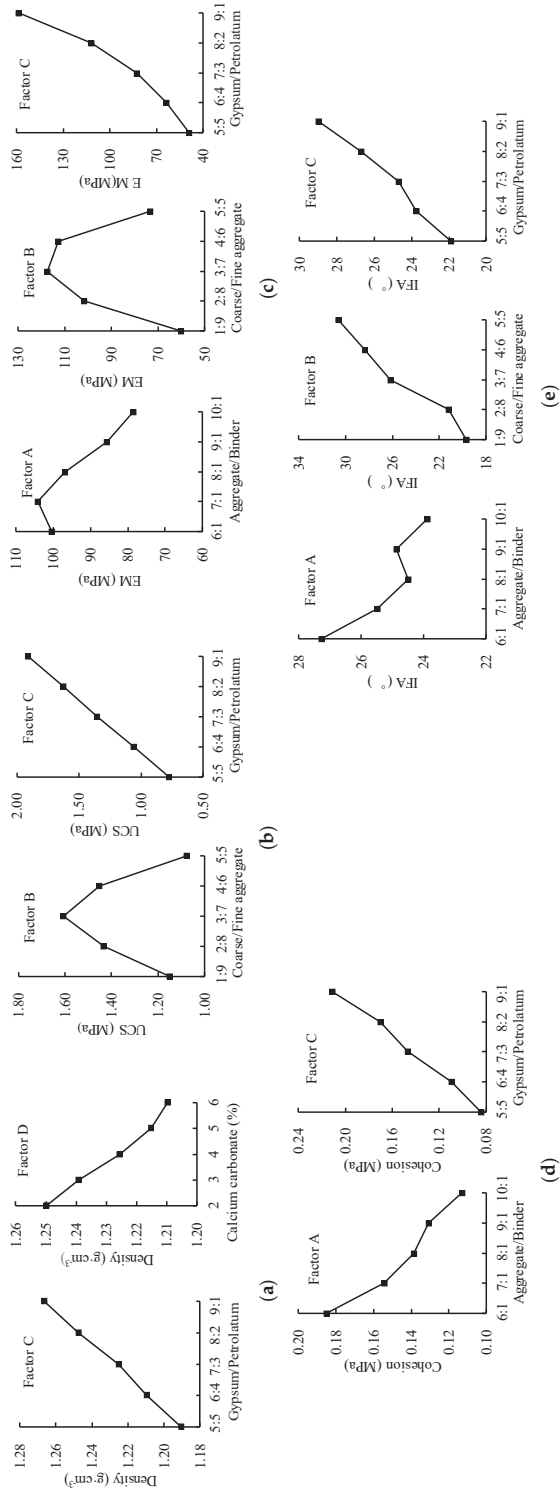 1.28
1.26
1.24
1.22
1.20
1.18
Density (g·cm³)
Factor C
5:5 6:4 7:3 8:2 9:1
Gypsum/Petrolatum
1.26
1.25
1.24
1.23
1.22
1.21
1.20
Density (g·cm³)
Factor D
2 3 4 5 6
Calcium carbonate (%)
(a)
1.80
1.60
1.40
1.20
1.00
UCS (MPa)
Factor B
1:9 2:8 3:7 4:6 5:5
Coarse/Fine aggregate
2.00
1.50
1.00
0.50
UCS (MPa)
Factor C
5:5 6:4 7:3 8:2 9:1
Gypsum/Petrolatum
(b)
110
100
90
80
70
60
EM (MPa)
Factor A
6:1 7:1 8:1 9:1 10:1
Aggregate/Binder
130
110
90
70
50
EM (MPa)
Factor B
1:9 2:8 3:7 4:6 5:5
Coarse/Fine aggregate
160
130
100
70
40
E M(MPa)
Factor C
5:5 6:4 7:3 8:2 9:1
Gypsum/Petrolatum
(c)
0.20
0.18
0.16
0.14
0.12
0.10
Cohesion (MPa)
Factor A
6:1 7:1 8:1 9:1 10:1
Aggregate/Binder
0.24
0.20
0.16
0.12
0.08
Cohesion (MPa)
Factor C
5:5 6:4 7:3 8:2 9:1
Gypsum/Petrolatum
(d)
28
26
24
22
IFA (°)
Factor A
6:1 7:1 8:1 9:1 10:1
Aggregate/Binder
34
30
26
22
18
IFA (°)
Factor B
1:9 2:8 3:7 4:6 5:5
Coarse/Fine aggregate
30
28
26
24
22
20
IFA (°)
Factor C
5:5 6:4 7:3 8:2 9:1
Gypsum/Petrolatum
(e)